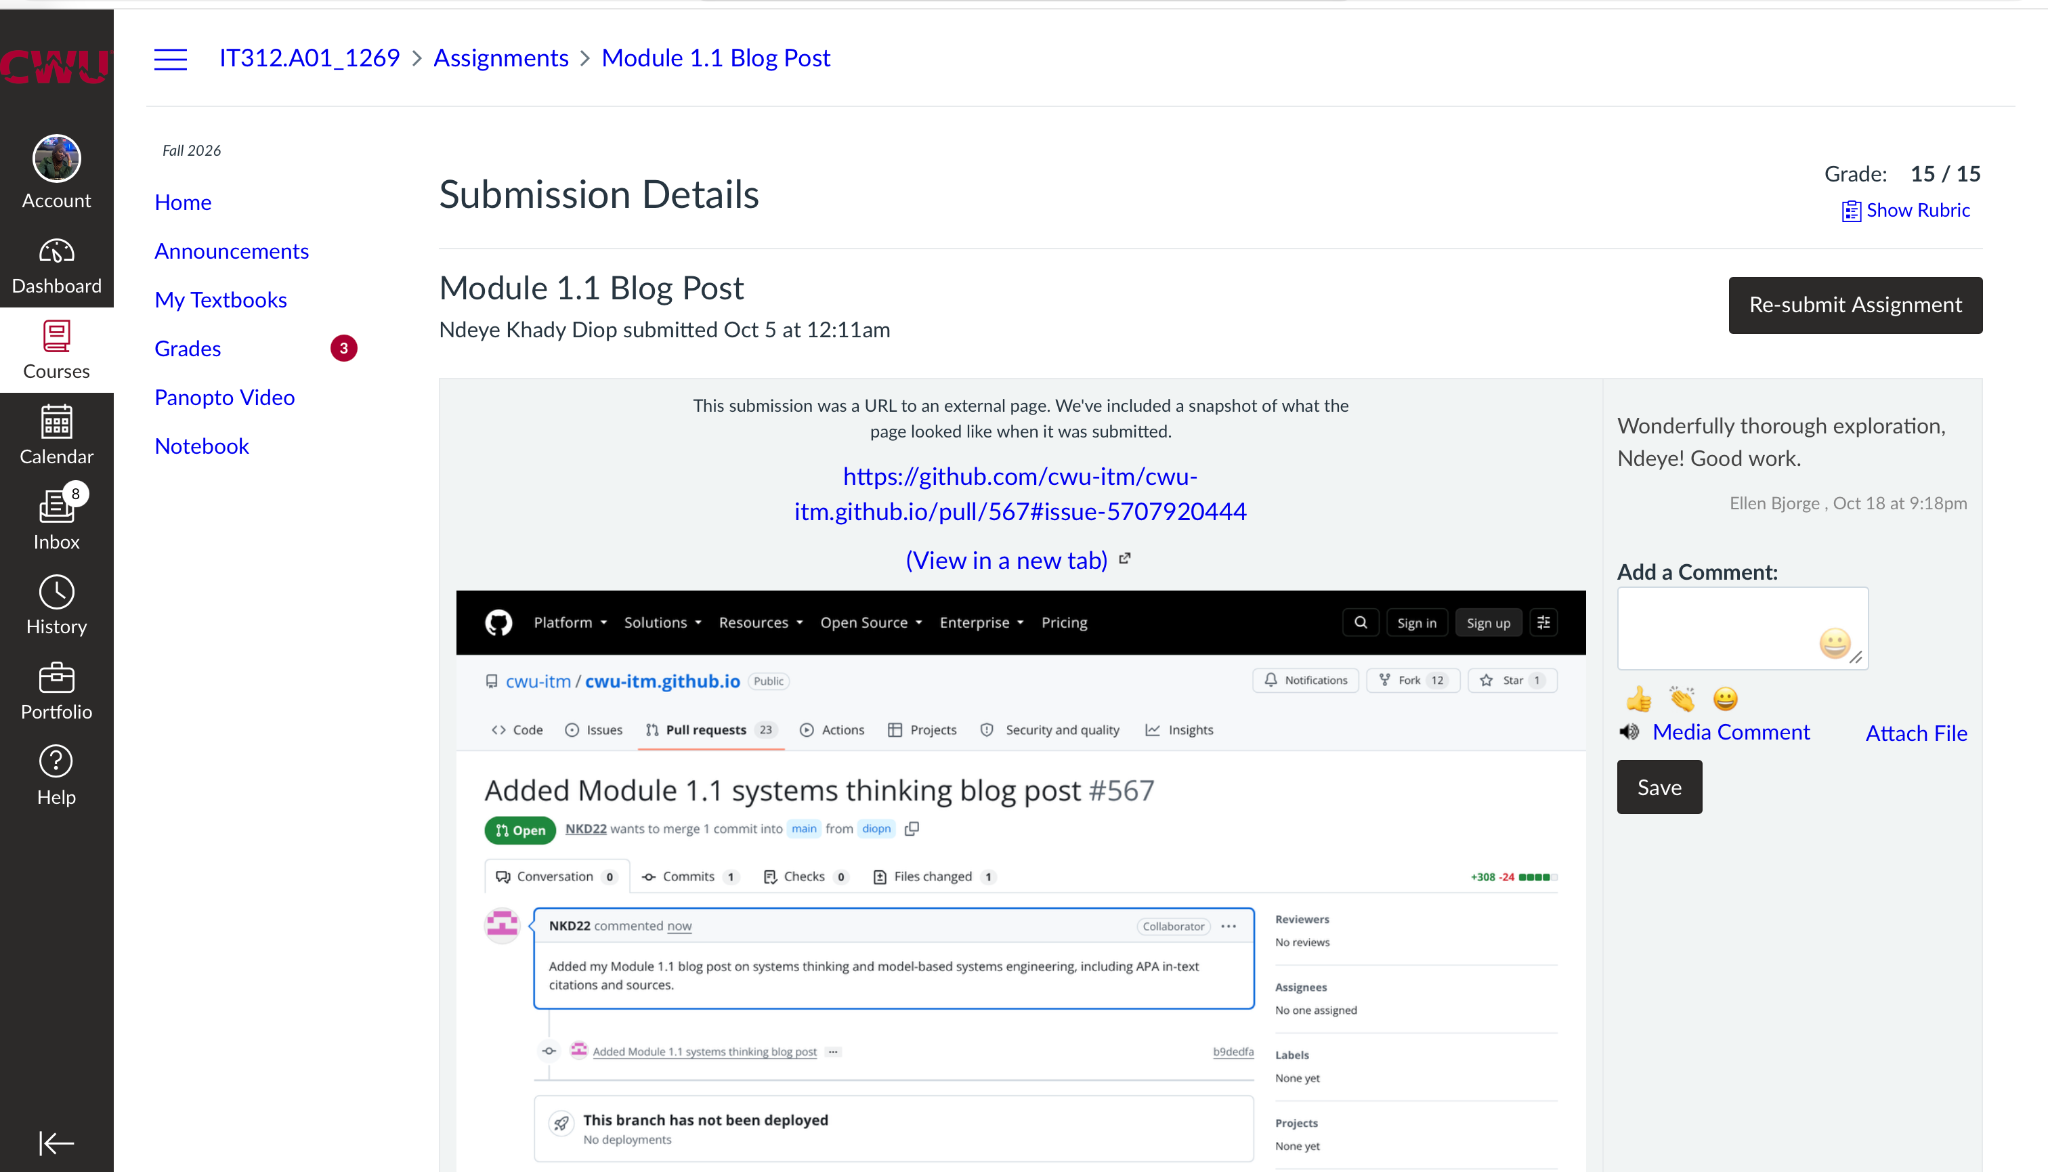 CWU
Account
Dashboard
Courses
Calendar
8
Inbox
History
Portfolio
Help
IT312.A01_1269 > Assignments > Module 1.1 Blog Post
Fall 2026
Home
Announcements
My Textbooks
Grades 3
Panopto Video
Notebook
Submission Details
Grade: 15 / 15
Show Rubric
Module 1.1 Blog Post
Ndeye Khady Diop submitted Oct 5 at 12:11am
Re-submit Assignment
This submission was a URL to an external page. We've included a snapshot of what the
page looked like when it was submitted.
https://github.com/cwu-itm/cwu-
itm.github.io/pull/567#issue-5707920444
(View in a new tab)
Platform Solutions Resources Open Source Enterprise Pricing Sign in Sign up
cwu-itm / cwu-itm.github.io Public Notifications Fork 12 Star 1
Code Issues Pull requests 23 Actions Projects Security and quality Insights
Added Module 1.1 systems thinking blog post #567
Open NKD22 wants to merge 1 commit into main from diopn
Conversation 0 Commits 1 Checks 0 Files changed 1 +308 -24
NKD22 commented now Collaborator ...
Added my Module 1.1 blog post on systems thinking and model-based systems engineering, including APA in-text
citations and sources.
Added Module 1.1 systems thinking blog post ... b9dedfa
This branch has not been deployed
No deployments
Reviewers
No reviews
Assignees
No one assigned
Labels
None yet
Projects
None yet
Wonderfully thorough exploration,
Ndeye! Good work.
Ellen Bjorge , Oct 18 at 9:18pm
Add a Comment:
Media Comment Attach File
Save